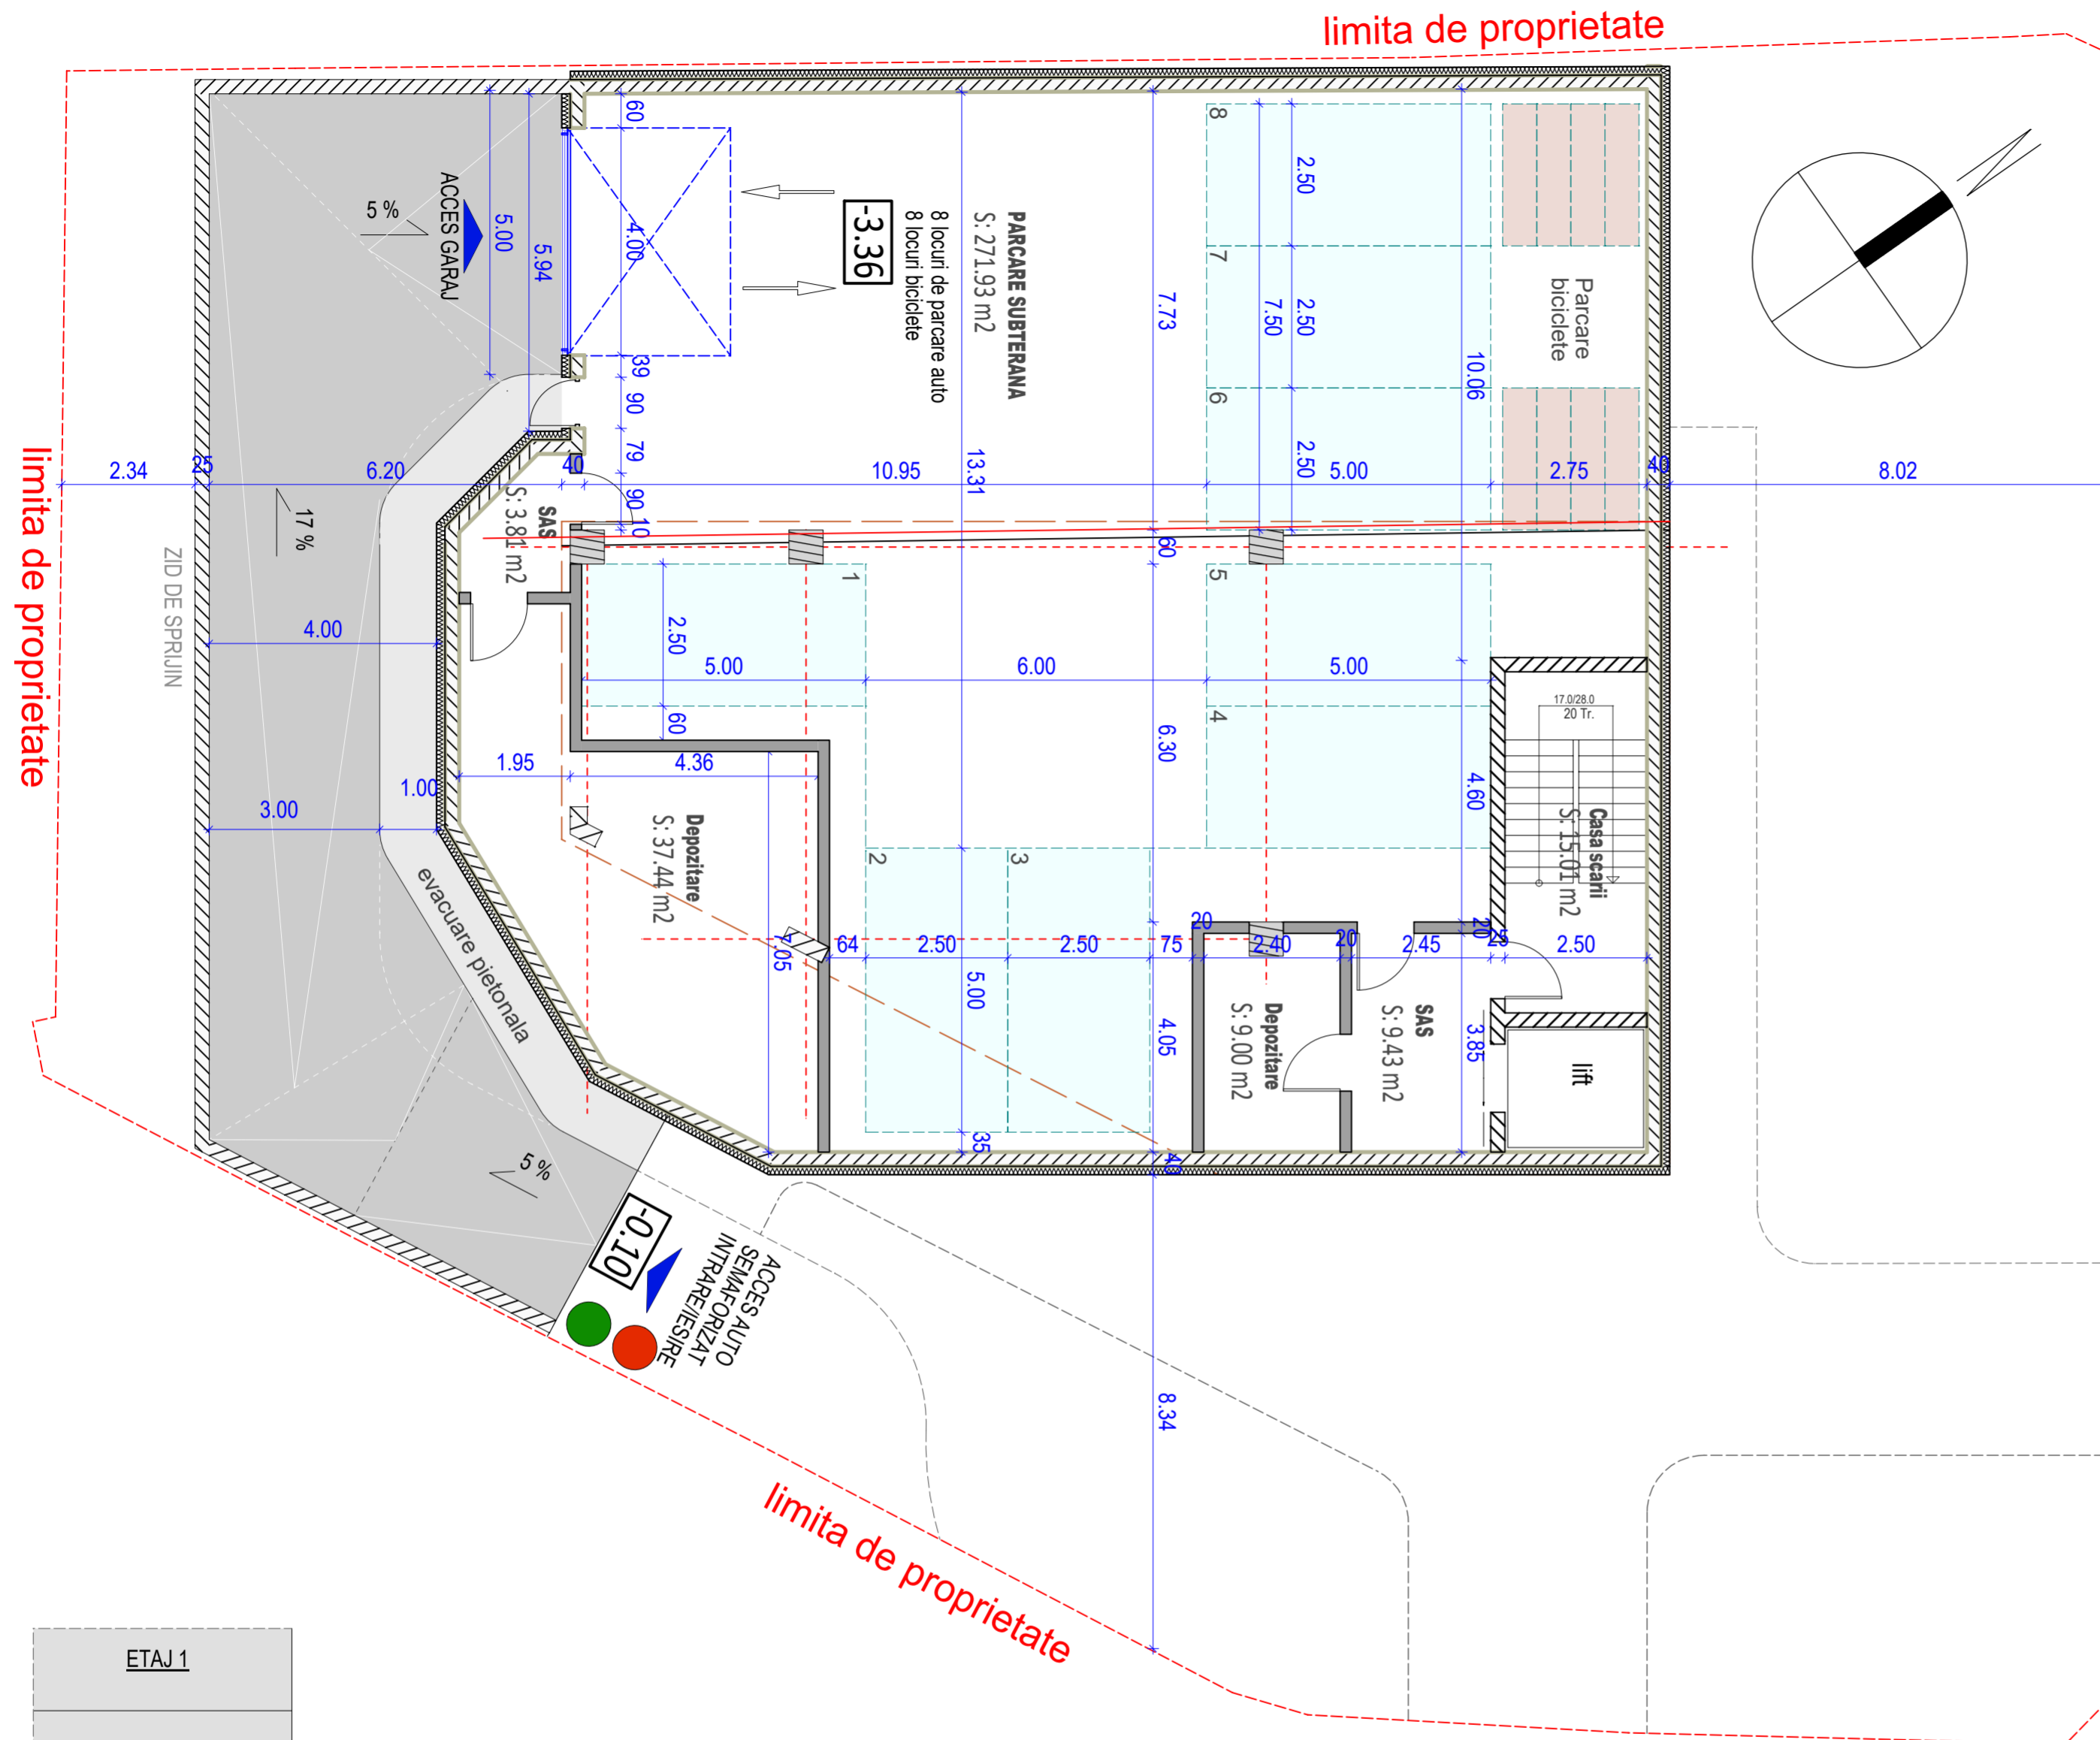 limita de proprietate
60
8
2.50
5.00
5.94
ACCES GARAJ
5 %
4.00
-3.36
8 locuri de parcare auto
8 locuri biciclete
PARCARE SUBTERANA
S: 271.93 m2
7
7.73
7.50
2.50
10.06
Parcare
biciclete
39
90
79
6
2.50
limita de proprietate
2.34
25
6.20
40
10.95
13.31
5.00
2.75
40
8.02
90
10
17 %
SAS
S: 3.81 m2
ZID DE SPRIJIN
60
1
5
4.00
2.50
5.00
6.00
5.00
17.0/28.0
20 Tr.
60
4
6.30
1.95
4.36
1.00
3.00
4.60
Casa scarii
S: 15.01 m2
Depozitare
S: 37.44 m2
2
3
evacuare pietonala
7.05
64
2.50
2.50
75
20
2.40
20
2.45
20
25
2.50
5.00
4.05
Depozitare
S: 9.00 m2
SAS
S: 9.43 m2
3.85
lift
35
40
5 %
-0.10
ACCES AUTO
SEMAFORIZAT
INTRARE/IESIRE
8.34
limita de proprietate
ETAJ 1